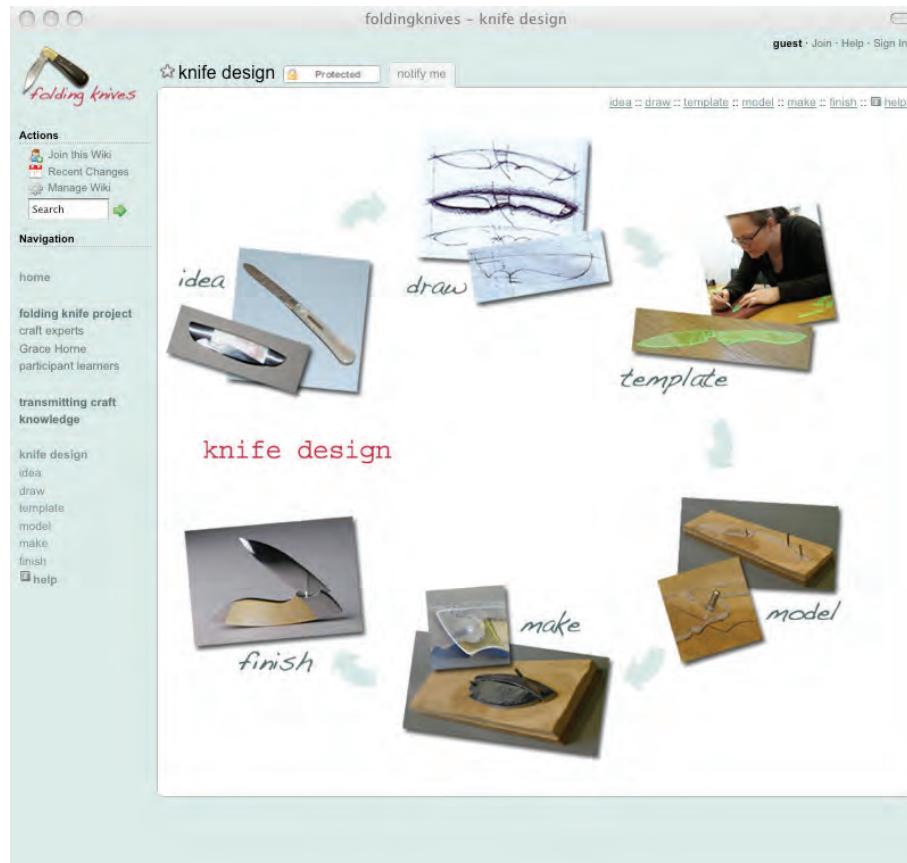 foldingknives – knife design
guest · Join · Help · Sign In
folding knives
knife design
Protected
notify me
idea :: draw :: template :: model :: make :: finish :: help
Actions
Join this Wiki
Recent Changes
Manage Wiki
Search
Navigation
home
folding knife project
craft experts
Grace Horne
participant learners
transmitting craft
knowledge
knife design
idea
draw
template
model
make
finish
help
idea
draw
template
knife design
model
make
finish